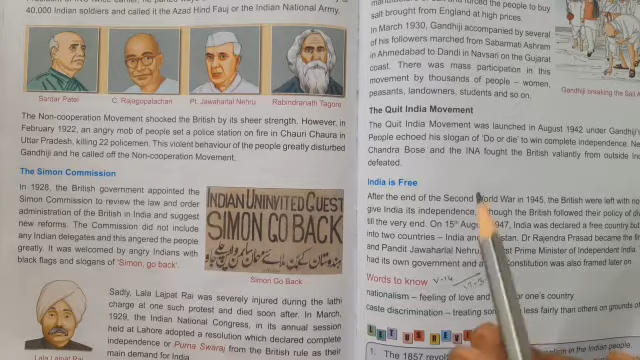 40,000 Indian soldiers and called it the Azad Hind Fauj or the Indian National Army.
Sardar Patel
C. Rajagopalachari
Pt. Jawaharlal Nehru
Rabindranath Tagore
The Non-cooperation Movement shocked the British by its sheer strength. However, in
February 1922, an angry mob of people set a police station on fire in Chauri Chaura in
Uttar Pradesh, killing 22 policemen. This violent behaviour of the people greatly disturbed
Gandhiji and he called off the Non-cooperation Movement.
The Simon Commission
In 1928, the British government appointed the
Simon Commission to review the law and order
administration of the British in India and suggest
new reforms. The Commission did not include
any Indian delegates and this angered the people
greatly. It was welcomed by angry Indians with
black flags and slogans of 'Simon, go back'.
INDIAN UNINVITED GUEST
SIMON GO BACK
Simon Go Back
Sadly, Lala Lajpat Rai was severely injured during the lathi
charge at one such protest and died soon after. In March,
1929, the Indian National Congress, in its annual session
held at Lahore adopted a resolution which declared complete
independence or Purna Swaraj from the British rule as their
main demand for India.
Lala Lajpat Rai
and forced the people to buy
salt brought from England at high prices.
In March 1930, Gandhiji accompanied by several
of his followers marched from Sabarmati Ashram
in Ahmedabad to Dandi in Navsari on the Gujarat
coast. There was mass participation in this
movement by thousands of people – women,
peasants, landowners, students and so on.
Gandhiji breaking the Salt
The Quit India Movement
The Quit India Movement was launched in August 1942 under Gandhiji
People echoed his slogan of 'Do or die' to win complete independence.
Chandra Bose and the INA fought the British valiantly from outside
defeated.
India is Free
After the end of the Second World War in 1945, the British were left with no
give India its independence, though the British followed their policy of
till the very end. On 15th August 1947, India was declared a free country but
into two countries – India and Dr Rajendra Prasad became the
and Pandit Jawaharlal Prime Minister of Independent India.
had its own government and Constitution was also framed later on.
Words to know
nationalism – feeling of love and for one's country
caste discrimination – treating less fairly than others on grounds of
1. The 1857